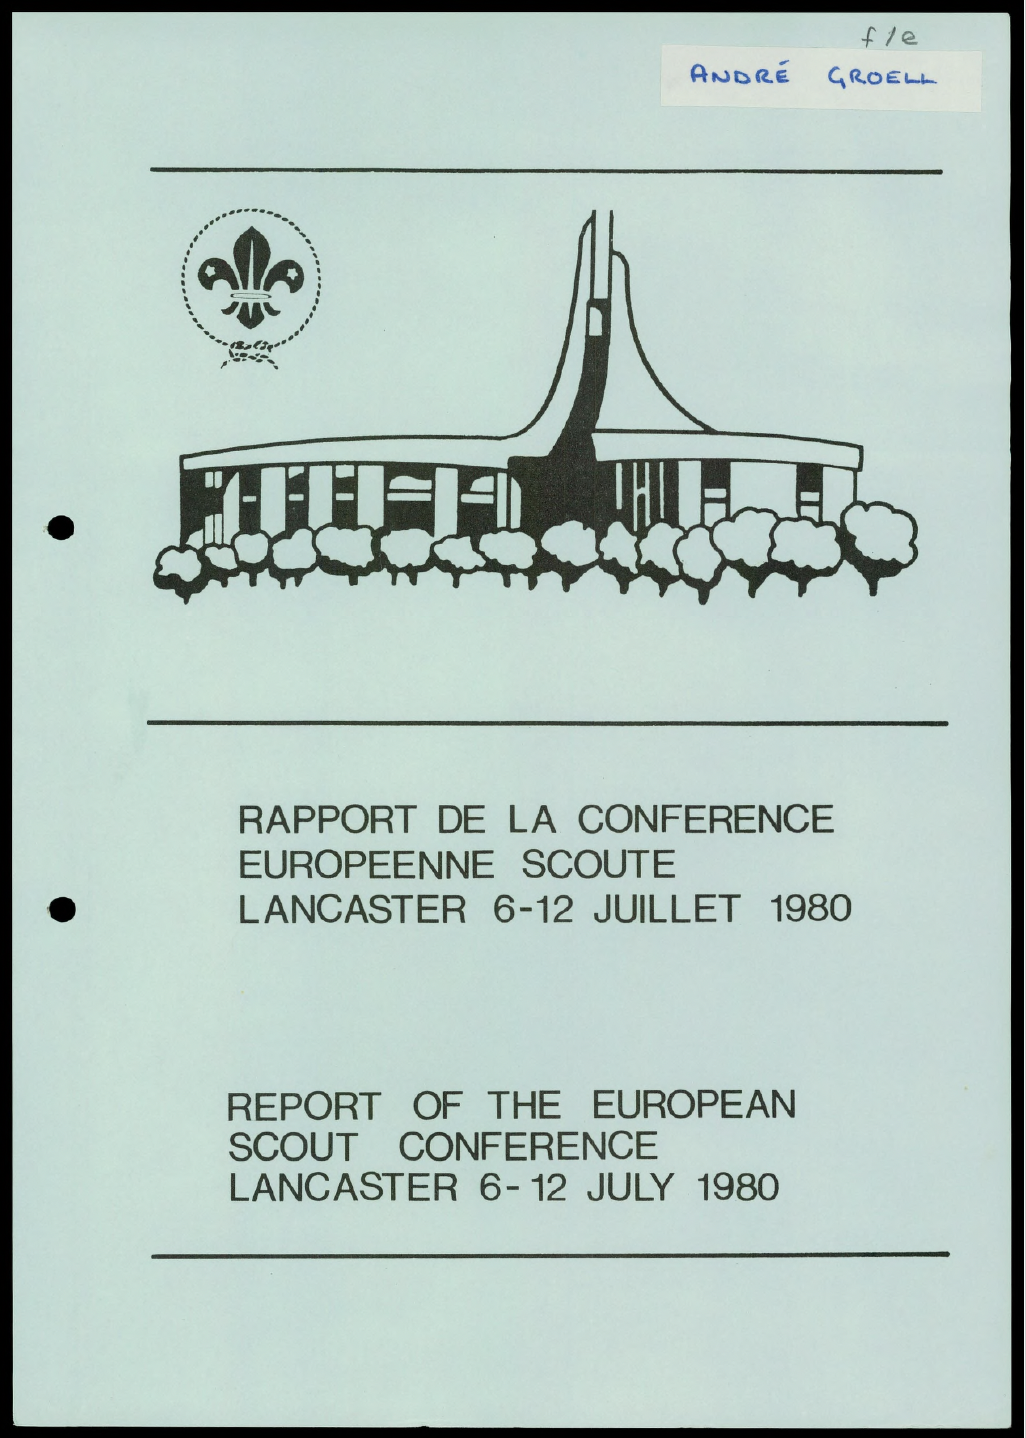 f/e
ANDRÉ GROELL
RAPPORT DE LA CONFERENCE
EUROPEENNE SCOUTE
LANCASTER 6-12 JUILLET 1980
REPORT OF THE EUROPEAN
SCOUT CONFERENCE
LANCASTER 6-12 JULY 1980